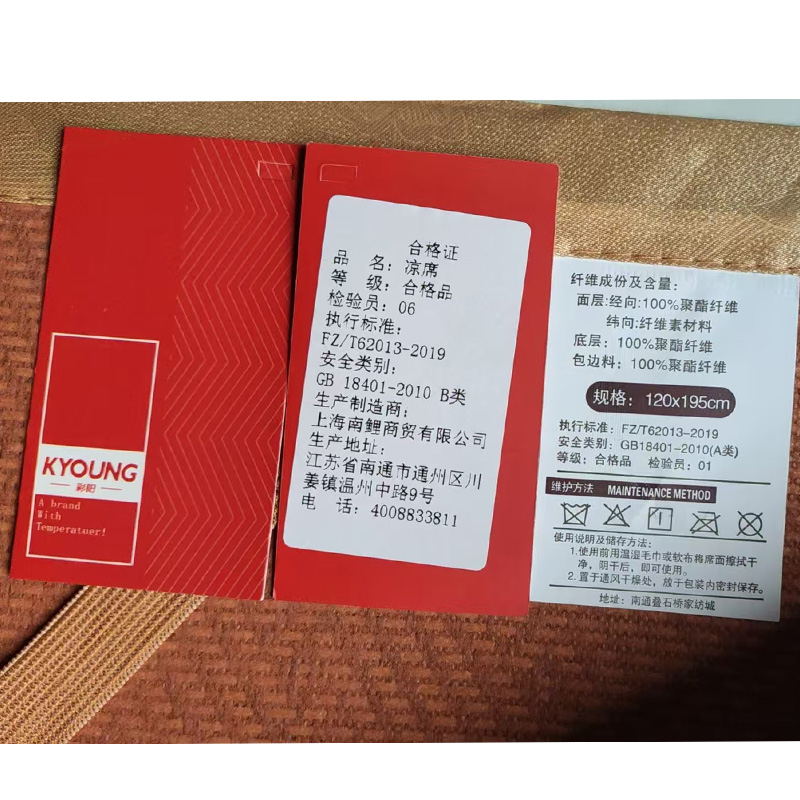 KYOUNG
彩阳
A brand
With
Temperatuer!
合格证
品 名：凉席
等 级：合格品
检验员：06
执行标准：
FZ/T62013-2019
安全类别：
GB 18401-2010 B类
生产制造商：
上海南鲤商贸有限公司
生产地址：
江苏省南通市通州区川
姜镇温州中路9号
电 话：4008833811
纤维成份及含量：
面层：经向：100%聚酯纤维
纬向：纤维素材料
底层：100%聚酯纤维
包边料：100%聚酯纤维
规格：120x195cm
执行标准：FZ/T62013-2019
安全类别：GB18401-2010(A类)
等级：合格品 检验员：01
维护方法 MAINTENANCE METHOD
使用说明及储存方法：
1.使用前用温湿毛巾或软布将席面擦拭干
净，阴干后，即可使用。
2.置于通风干燥处，放于包装内密封保存。
地址：南通叠石桥家纺城